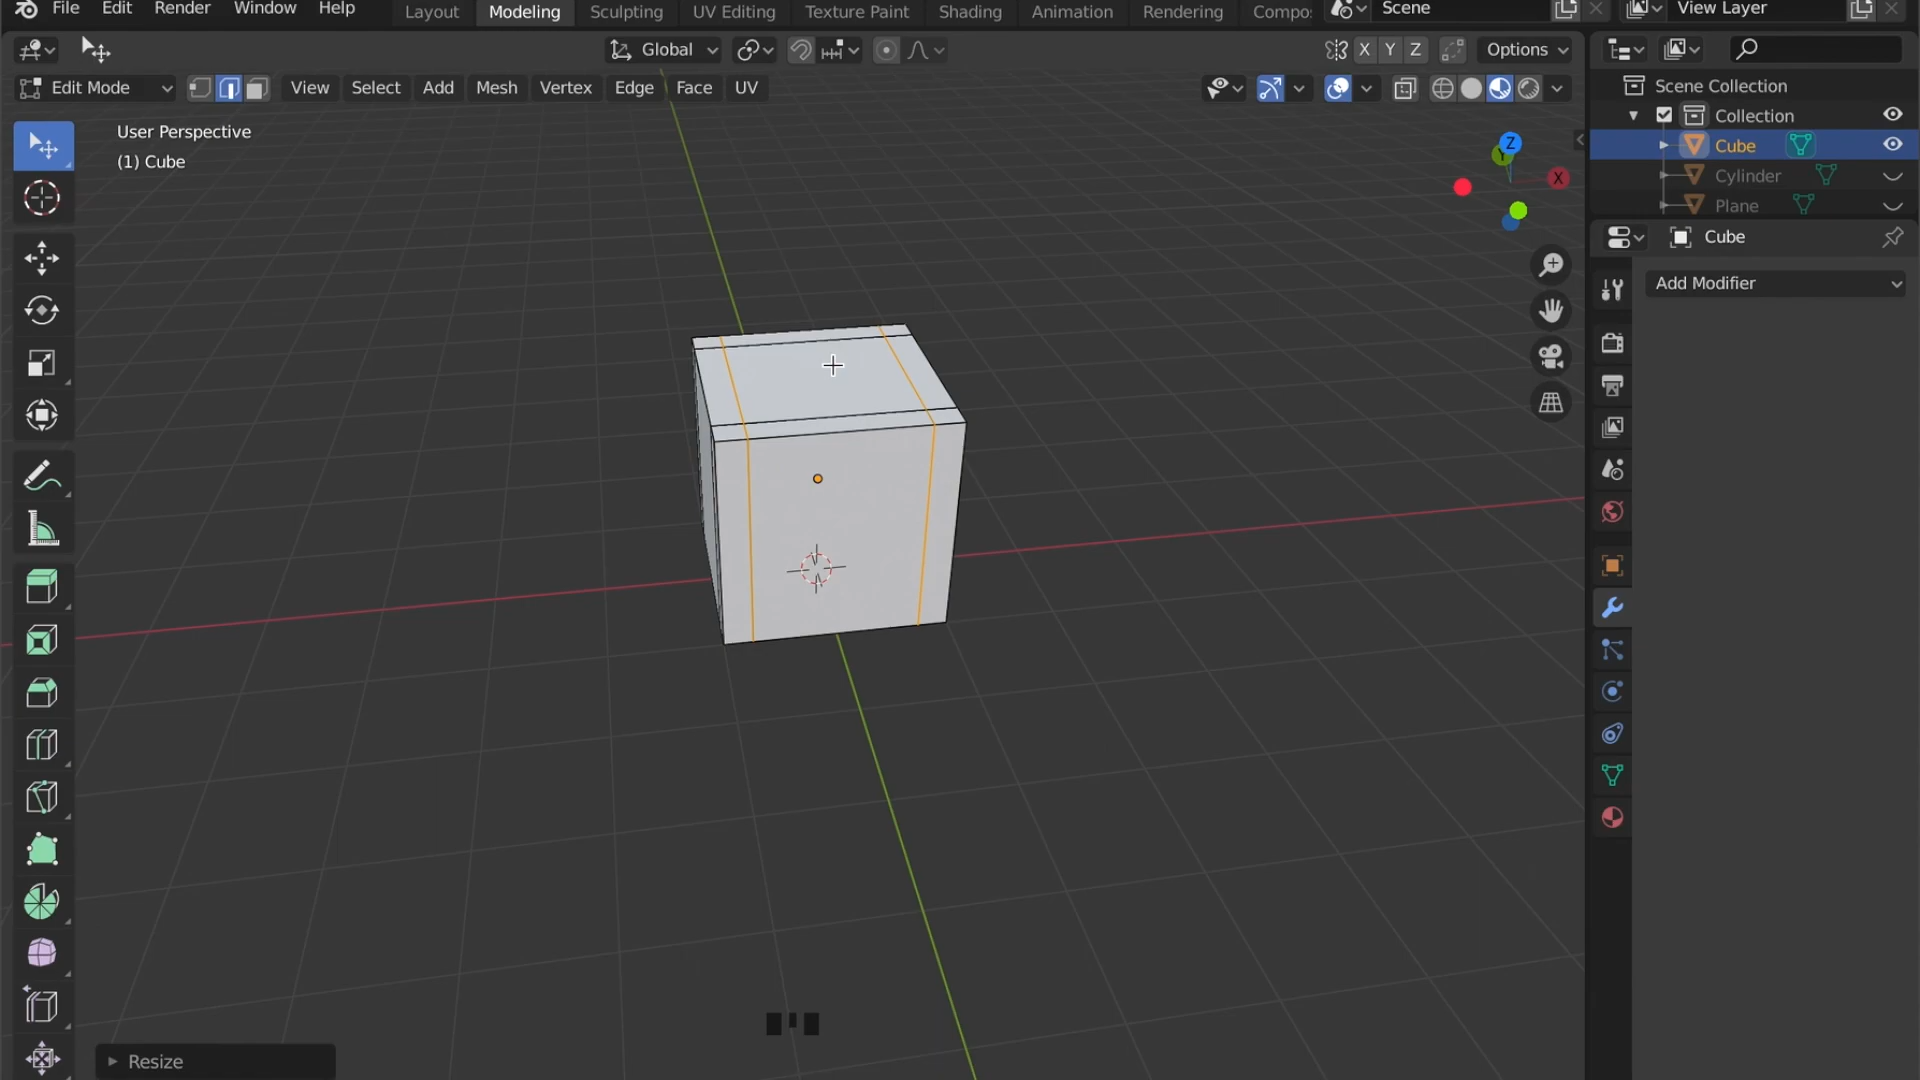 File Edit Render Window Help Layout Modeling Sculpting UV Editing Texture Paint Shading Animation Rendering Compo Scene View Layer
Global X Y Z Options
Edit Mode View Select Add Mesh Vertex Edge Face UV
Scene Collection
Collection
Cube
Cylinder
Plane
Cube
Add Modifier
User Perspective
(1) Cube
Z
Y
X
Resize